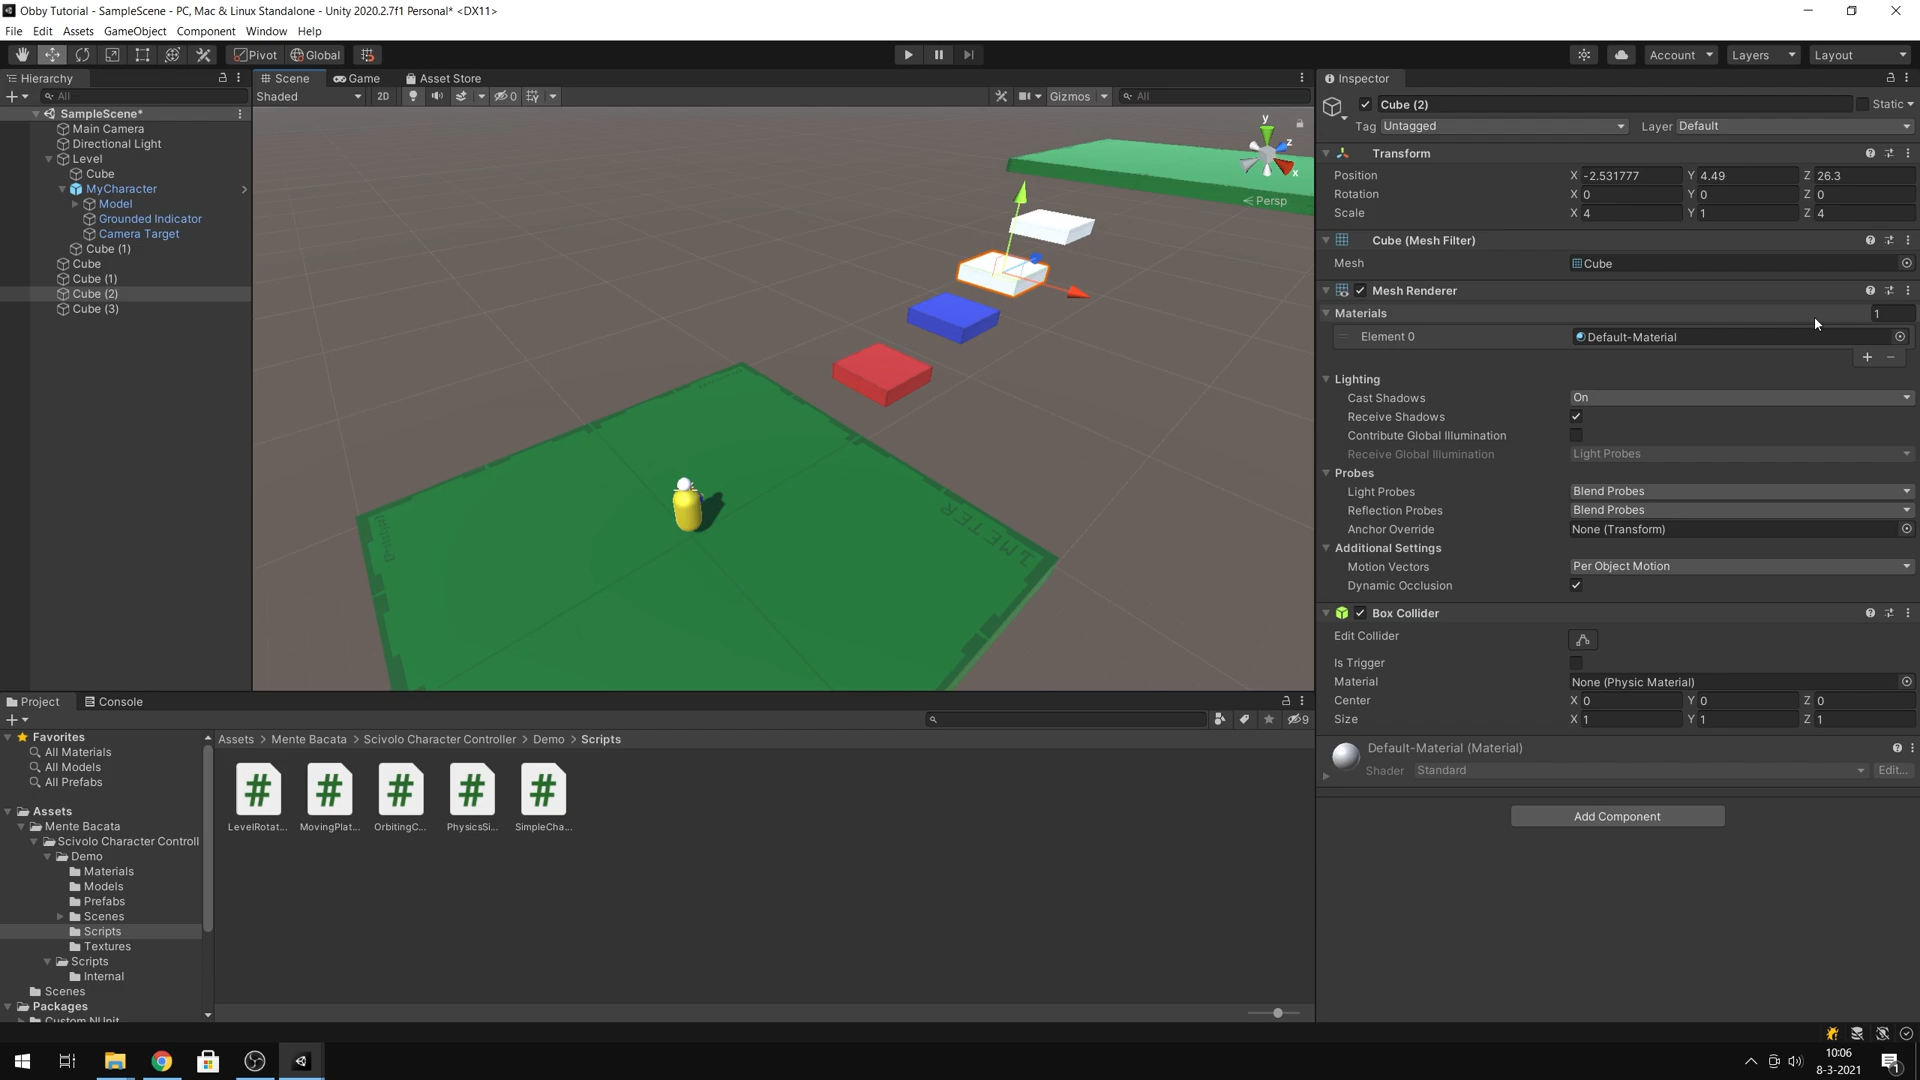 Obby Tutorial - SampleScene - PC, Mac & Linux Standalone - Unity 2020.2.7f1 Personal* <DX11>
File Edit Assets GameObject Component Window Help
Pivot Global Account Layers Layout
Hierarchy
All
SampleScene*
Main Camera
Directional Light
Level
Cube
MyCharacter
Model
Grounded Indicator
Camera Target
Cube (1)
Cube
Cube (1)
Cube (2)
Cube (3)
Scene Game Asset Store
Shaded 2D 0 Gizmos All
y
z
x
Persp
1METER
Inspector
Cube (2) Static
Tag Untagged Layer Default
Transform
Position X -2.531777 Y 4.49 Z 26.3
Rotation X 0 Y 0 Z 0
Scale X 4 Y 1 Z 4
Cube (Mesh Filter)
Mesh Cube
Mesh Renderer
Materials 1
Element 0 Default-Material
Lighting
Cast Shadows On
Receive Shadows
Contribute Global Illumination
Receive Global Illumination Light Probes
Probes
Light Probes Blend Probes
Reflection Probes Blend Probes
Anchor Override None (Transform)
Additional Settings
Motion Vectors Per Object Motion
Dynamic Occlusion
Box Collider
Edit Collider
Is Trigger
Material None (Physic Material)
Center X 0 Y 0 Z 0
Size X 1 Y 1 Z 1
Default-Material (Material)
Shader Standard Edit...
Add Component
Project Console
9
Favorites
All Materials
All Models
All Prefabs
Assets
Mente Bacata
Scivolo Character Controll
Demo
Materials
Models
Prefabs
Scenes
Scripts
Textures
Scripts
Internal
Scenes
Packages
Custom NUnit
Assets > Mente Bacata > Scivolo Character Controller > Demo > Scripts
LevelRotat... MovingPlat... OrbitingC... PhysicsSi... SimpleCha...
10:06
8-3-2021
1